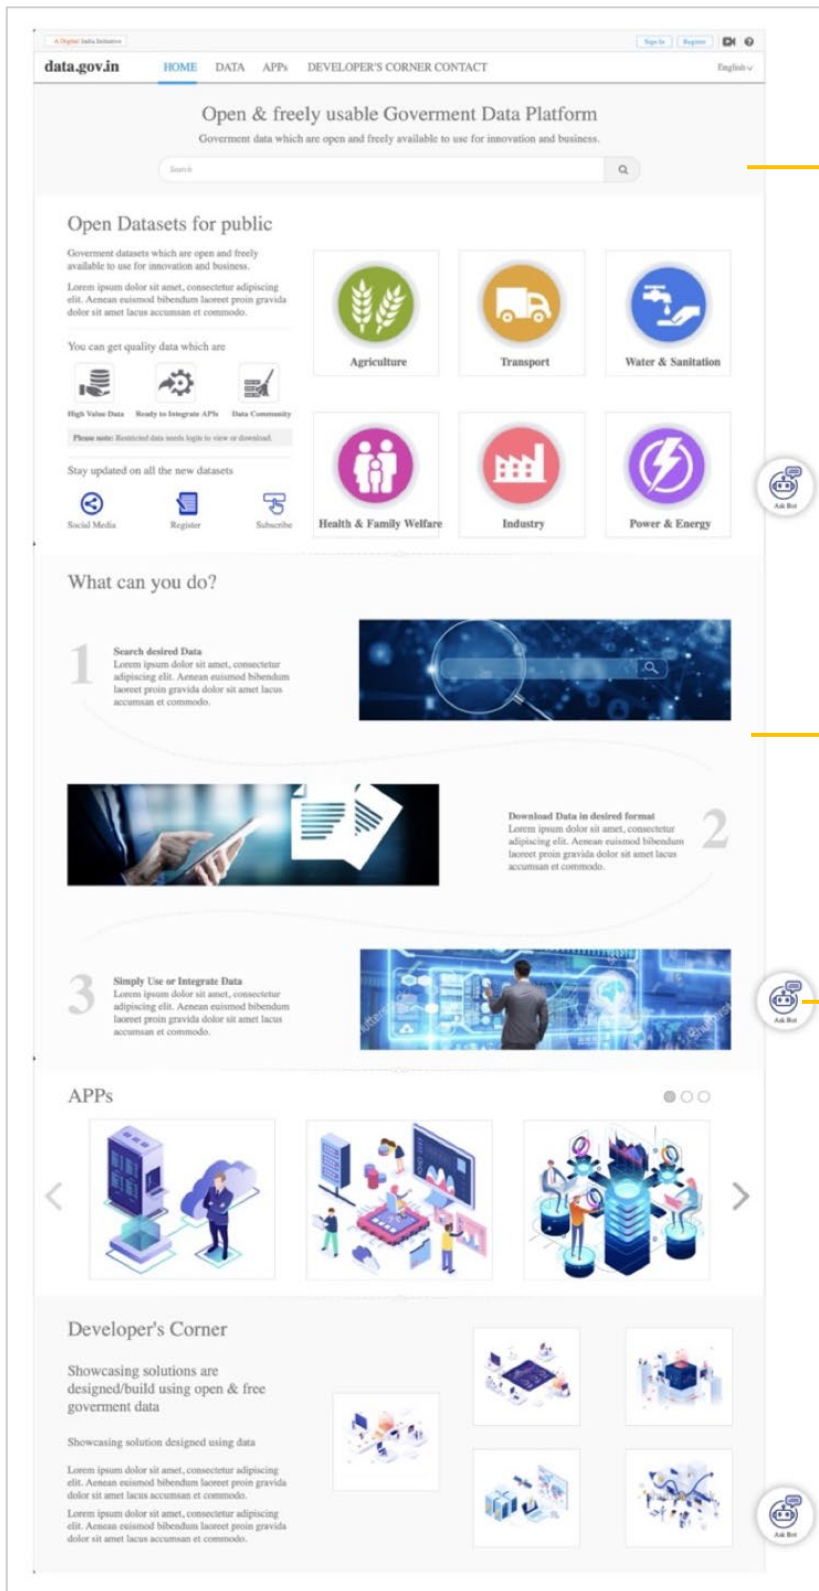 A Digital India Initiative
Sign In Register
data.gov.in HOME DATA APPs DEVELOPER'S CORNER CONTACT English
Open & freely usable Goverment Data Platform
Goverment data which are open and freely available to use for innovation and business.
Search
Open Datasets for public
Goverment datasets which are open and freely
available to use for innovation and business.
Lorem ipsum dolor sit amet, consectetur adipiscing
elit. Aenean euismod bibendum laoreet proin gravida
dolor sit amet lacus accumsan et commodo.
You can get quality data which are
High Value Data Ready to Integrate APIs Data Community
Please note: Restricted data needs login to view or download.
Stay updated on all the new datasets
Social Media Register Subscribe
Agriculture Transport Water & Sanitation
Health & Family Welfare Industry Power & Energy
Ask Bot
What can you do?
1
Search desired Data
Lorem ipsum dolor sit amet, consectetur
adipiscing elit. Aenean euismod bibendum
laoreet proin gravida dolor sit amet lacus
accumsan et commodo.
Download Data in desired format
Lorem ipsum dolor sit amet, consectetur
adipiscing elit. Aenean euismod bibendum
laoreet proin gravida dolor sit amet lacus
accumsan et commodo.
2
3
Simply Use or Integrate Data
Lorem ipsum dolor sit amet, consectetur
adipiscing elit. Aenean euismod bibendum
laoreet proin gravida dolor sit amet lacus
accumsan et commodo.
Ask Bot
APPs
Developer's Corner
Showcasing solutions are
designed/build using open & free
goverment data
Showcasing solution designed using data
Lorem ipsum dolor sit amet, consectetur adipiscing
elit. Aenean euismod bibendum laoreet proin gravida
dolor sit amet lacus accumsan et commodo.
Lorem ipsum dolor sit amet, consectetur adipiscing
elit. Aenean euismod bibendum laoreet proin gravida
dolor sit amet lacus accumsan et commodo.
Ask Bot